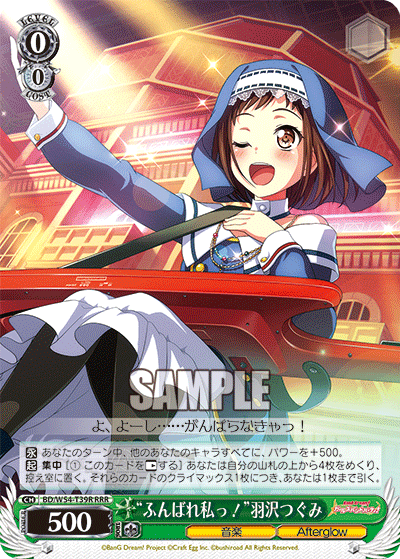 LEVEL
0
0
COST
SAMPLE
よ、よーし……がんばらなきゃっ！
永 あなたのターン中、他のあなたのキャラすべてに、パワーを＋500。
起 集中 ［① このカードを する］ あなたは自分の山札の上から4枚をめくり、
控え室に置く。それらのカードのクライマックス1枚につき、あなたは1枚まで引く。
CH BD/W54-T39R RRR
500
“ふんばれ私っ！”羽沢つぐみ
音楽
Afterglow
©BanG Dream! Project ©Craft Egg Inc. ©bushiroad All Rights Reserved.